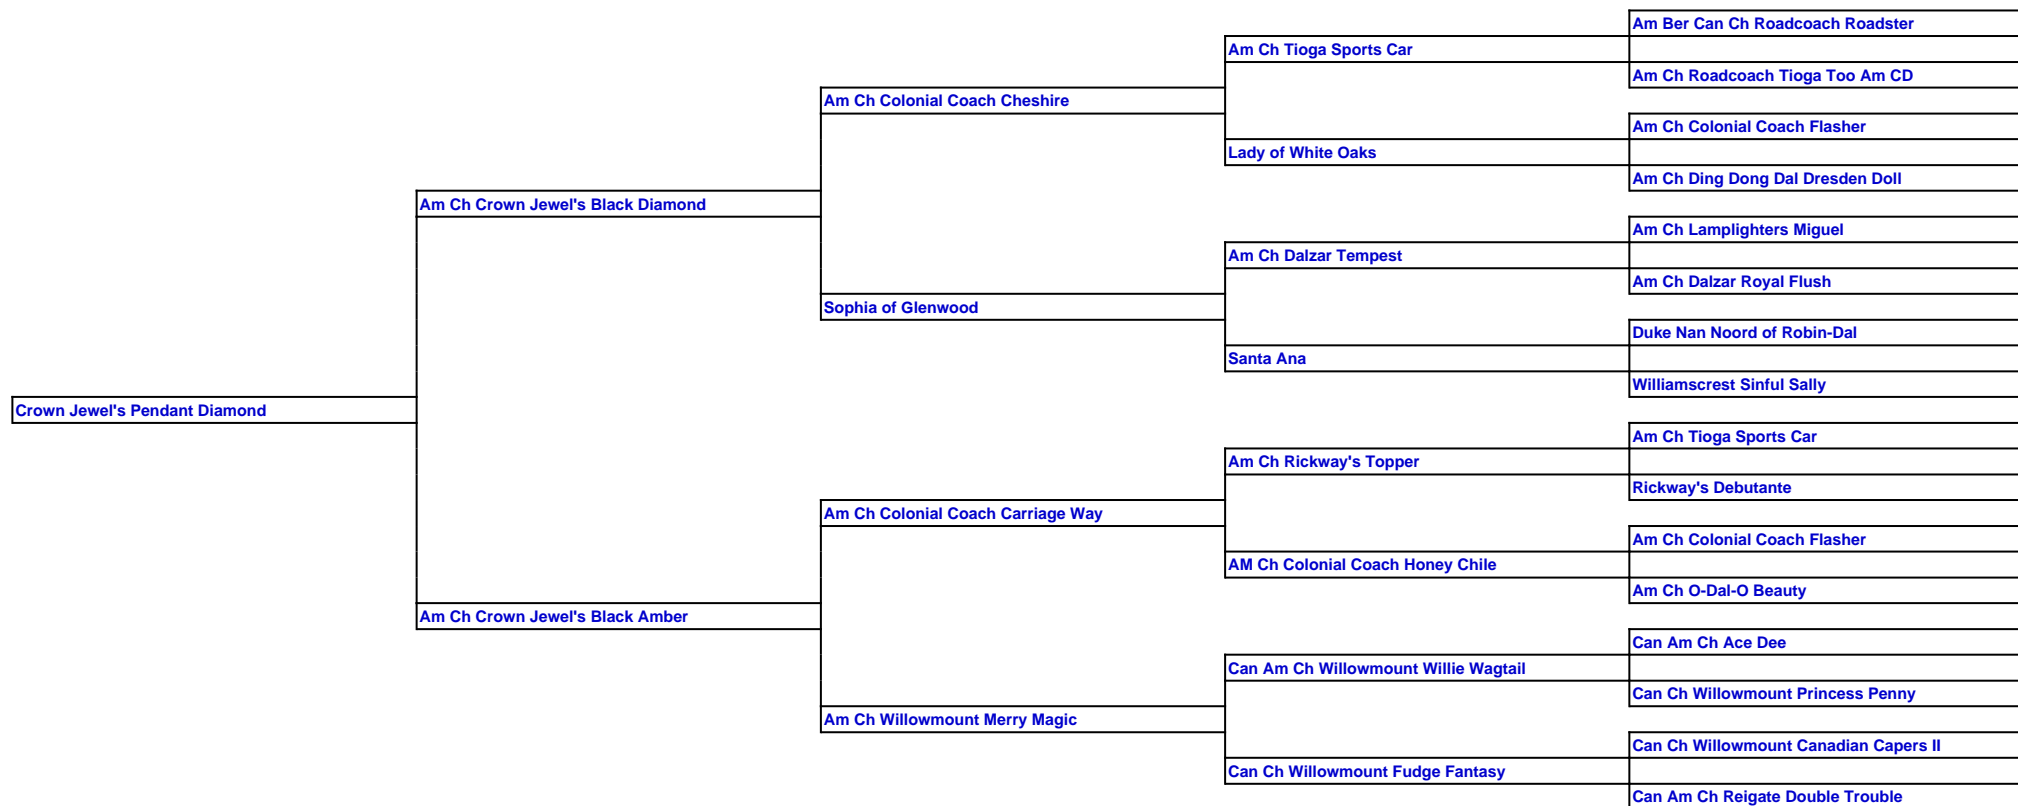 Am Ber Can Ch Roadcoach Roadster
Am Ch Tioga Sports Car
Am Ch Roadcoach Tioga Too Am CD
Am Ch Colonial Coach Cheshire
Am Ch Colonial Coach Flasher
Lady of White Oaks
Am Ch Ding Dong Dal Dresden Doll
Am Ch Crown Jewel's Black Diamond
Am Ch Lamplighters Miguel
Am Ch Dalzar Tempest
Am Ch Dalzar Royal Flush
Sophia of Glenwood
Duke Nan Noord of Robin-Dal
Santa Ana
Williamscrest Sinful Sally
Crown Jewel's Pendant Diamond
Am Ch Tioga Sports Car
Am Ch Rickway's Topper
Rickway's Debutante
Am Ch Colonial Coach Carriage Way
Am Ch Colonial Coach Flasher
AM Ch Colonial Coach Honey Chile
Am Ch O-Dal-O Beauty
Am Ch Crown Jewel's Black Amber
Can Am Ch Ace Dee
Can Am Ch Willowmount Willie Wagtail
Can Ch Willowmount Princess Penny
Am Ch Willowmount Merry Magic
Can Ch Willowmount Canadian Capers II
Can Ch Willowmount Fudge Fantasy
Can Am Ch Reigate Double Trouble